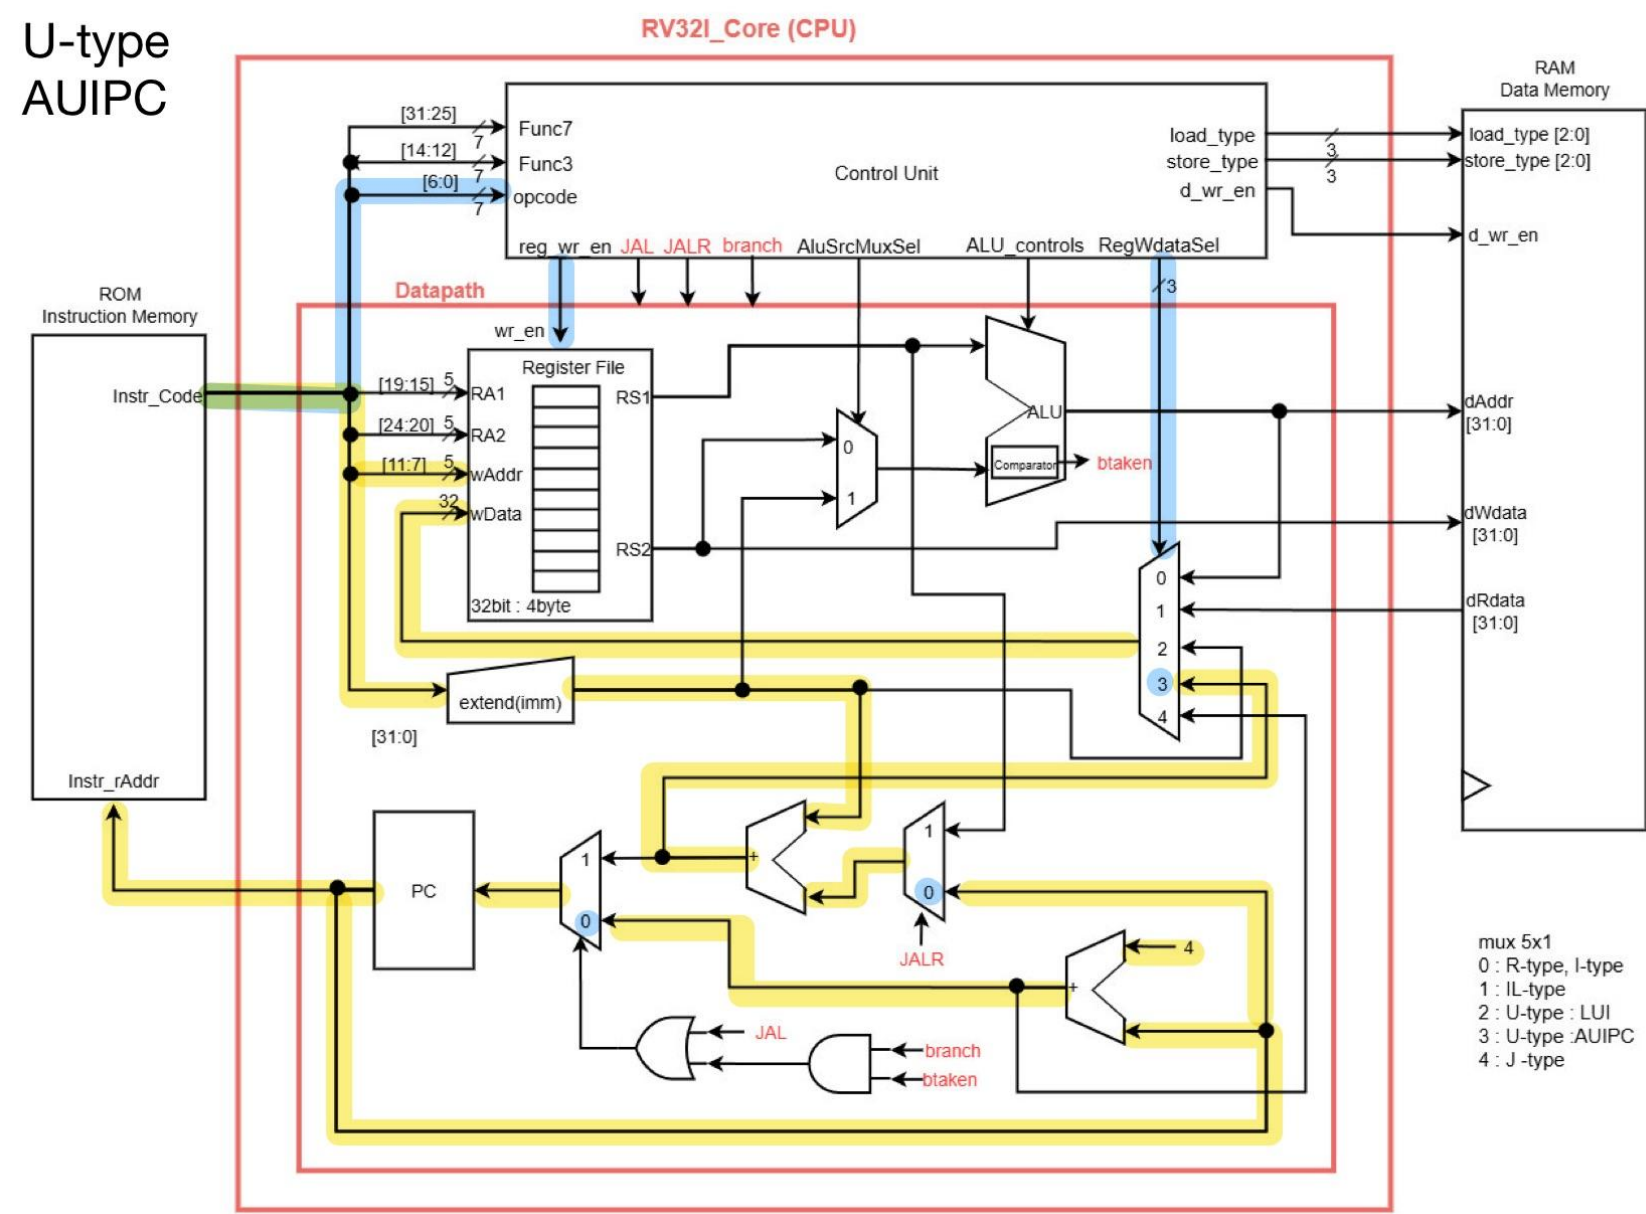 U-type
AUIPC
RV32I_Core (CPU)
RAM
Data Memory
[31:25]
7
Func7
[14:12]
7
Func3
[6:0]
7
opcode
Control Unit
load_type
3
load_type [2:0]
store_type
3
store_type [2:0]
d_wr_en
d_wr_en
reg_wr_en
JAL
JALR
branch
AluSrcMuxSel
ALU_controls
RegWdataSel
3
Datapath
ROM
Instruction Memory
wr_en
Register File
Instr_Code
[19:15]
5
RA1
RS1
[24:20]
5
RA2
[11:7]
5
wAddr
32
wData
RS2
32bit : 4byte
0
1
ALU
Comparator
btaken
dAddr
[31:0]
dWdata
[31:0]
dRdata
[31:0]
0
1
2
3
4
extend(imm)
[31:0]
Instr_rAddr
PC
1
0
+
1
0
JALR
4
+
JAL
branch
btaken
mux 5x1
0 : R-type, I-type
1 : IL-type
2 : U-type : LUI
3 : U-type :AUIPC
4 : J -type